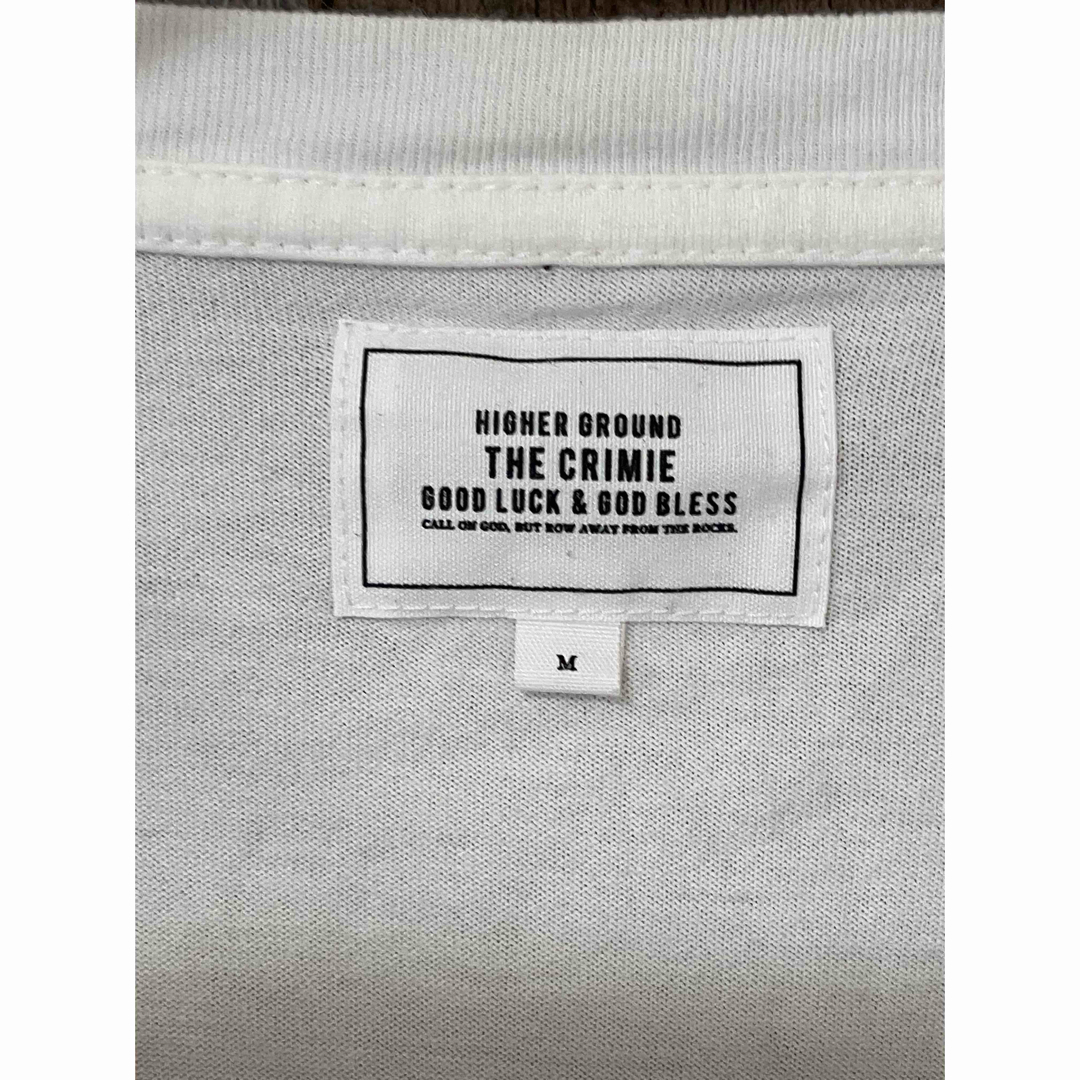 HIGHER GROUND
THE CRIMIE
GOOD LUCK & GOD BLESS
CALL ON GOD, BUT ROW AWAY FROM THE ROCKS.
M